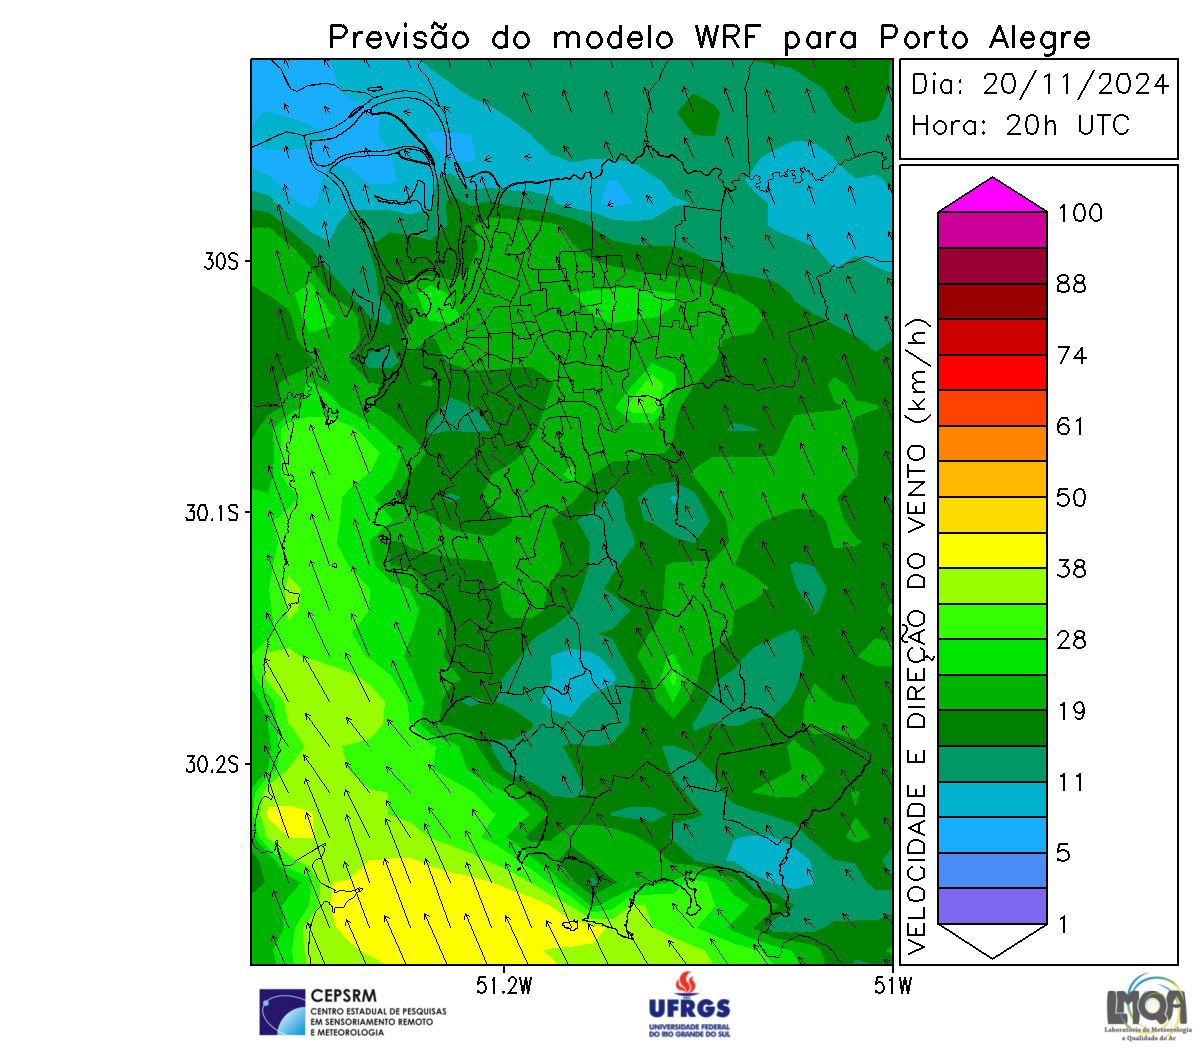 Previsão do modelo WRF para Porto Alegre
Dia: 20/11/2024
Hora: 20h UTC
VELOCIDADE E DIREÇÃO DO VENTO (km/h)
100
88
74
61
50
38
28
19
11
5
1
30S
30.1S
30.2S
51.2W
51W
CEPSRM
CENTRO ESTADUAL DE PESQUISAS
EM SENSORIAMENTO REMOTO
E METEOROLOGIA
UFRGS
UNIVERSIDADE FEDERAL
DO RIO GRANDE DO SUL
LMQA
Laboratório de Meteorologia
e Qualidade do Ar